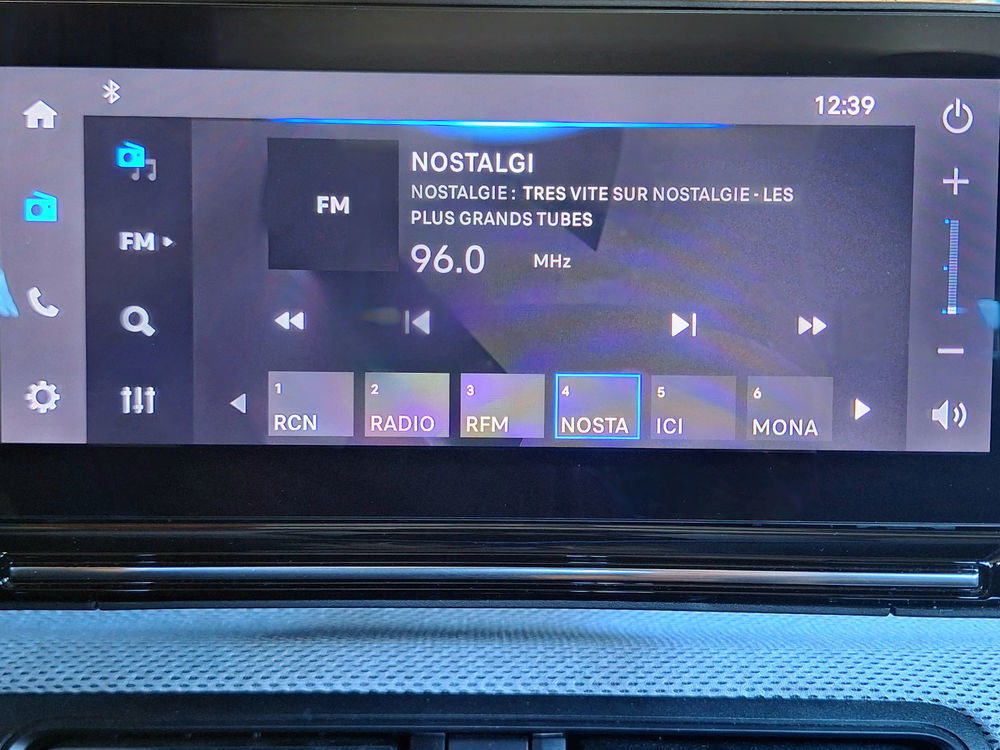 12:39
NOSTALGI
NOSTALGIE : TRES VITE SUR NOSTALGIE - LES
PLUS GRANDS TUBES
FM
FM
96.0 MHz
1
RCN
2
RADIO
3
RFM
4
NOSTA
5
ICI
6
MONA